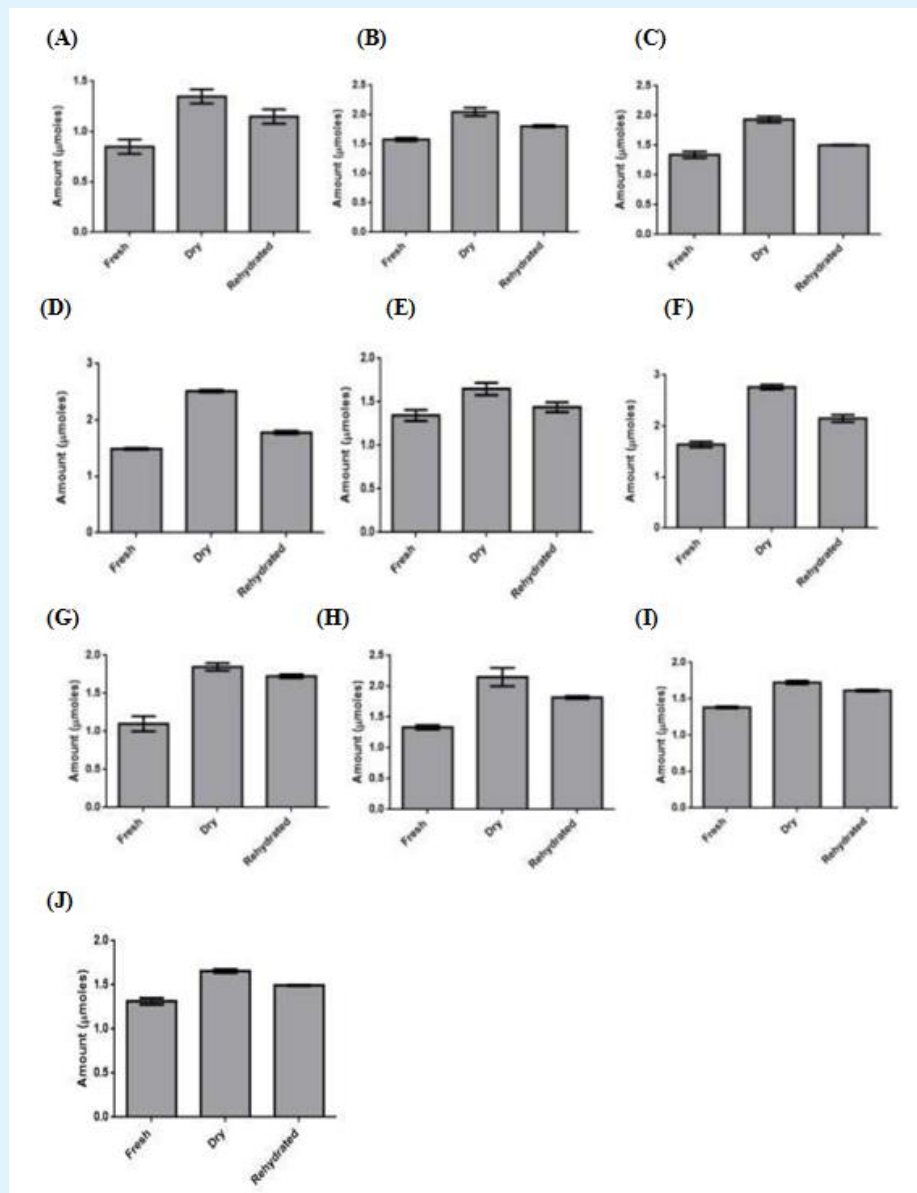 (A)
Amount (μmoles)
1.5
1.0
0.5
0.0
Fresh
Dry
Rehydrated
(B)
Amount (μmoles)
2.5
2.0
1.5
1.0
0.5
0.0
Fresh
Dry
Rehydrated
(C)
Amount (μmoles)
2.5
2.0
1.5
1.0
0.5
0.0
Fresh
Dry
Rehydrated
(D)
Amount (μmoles)
3
2
1
0
Fresh
Dry
Rehydrated
(E)
Amount (μmoles)
2.0
1.5
1.0
0.5
0.0
Fresh
Dry
Rehydrated
(F)
Amount (μmoles)
3
2
1
0
Fresh
Dry
Rehydrated
(G)
Amount (μmoles)
2.0
1.5
1.0
0.5
0.0
Fresh
Dry
Rehydrated
(H)
Amount (μmoles)
2.5
2.0
1.5
1.0
0.5
0.0
Fresh
Dry
Rehydrated
(I)
Amount (μmoles)
2.0
1.5
1.0
0.5
0.0
Fresh
Dry
Rehydrated
(J)
Amount (μmoles)
2.0
1.5
1.0
0.5
0.0
Fresh
Dry
Rehydrated